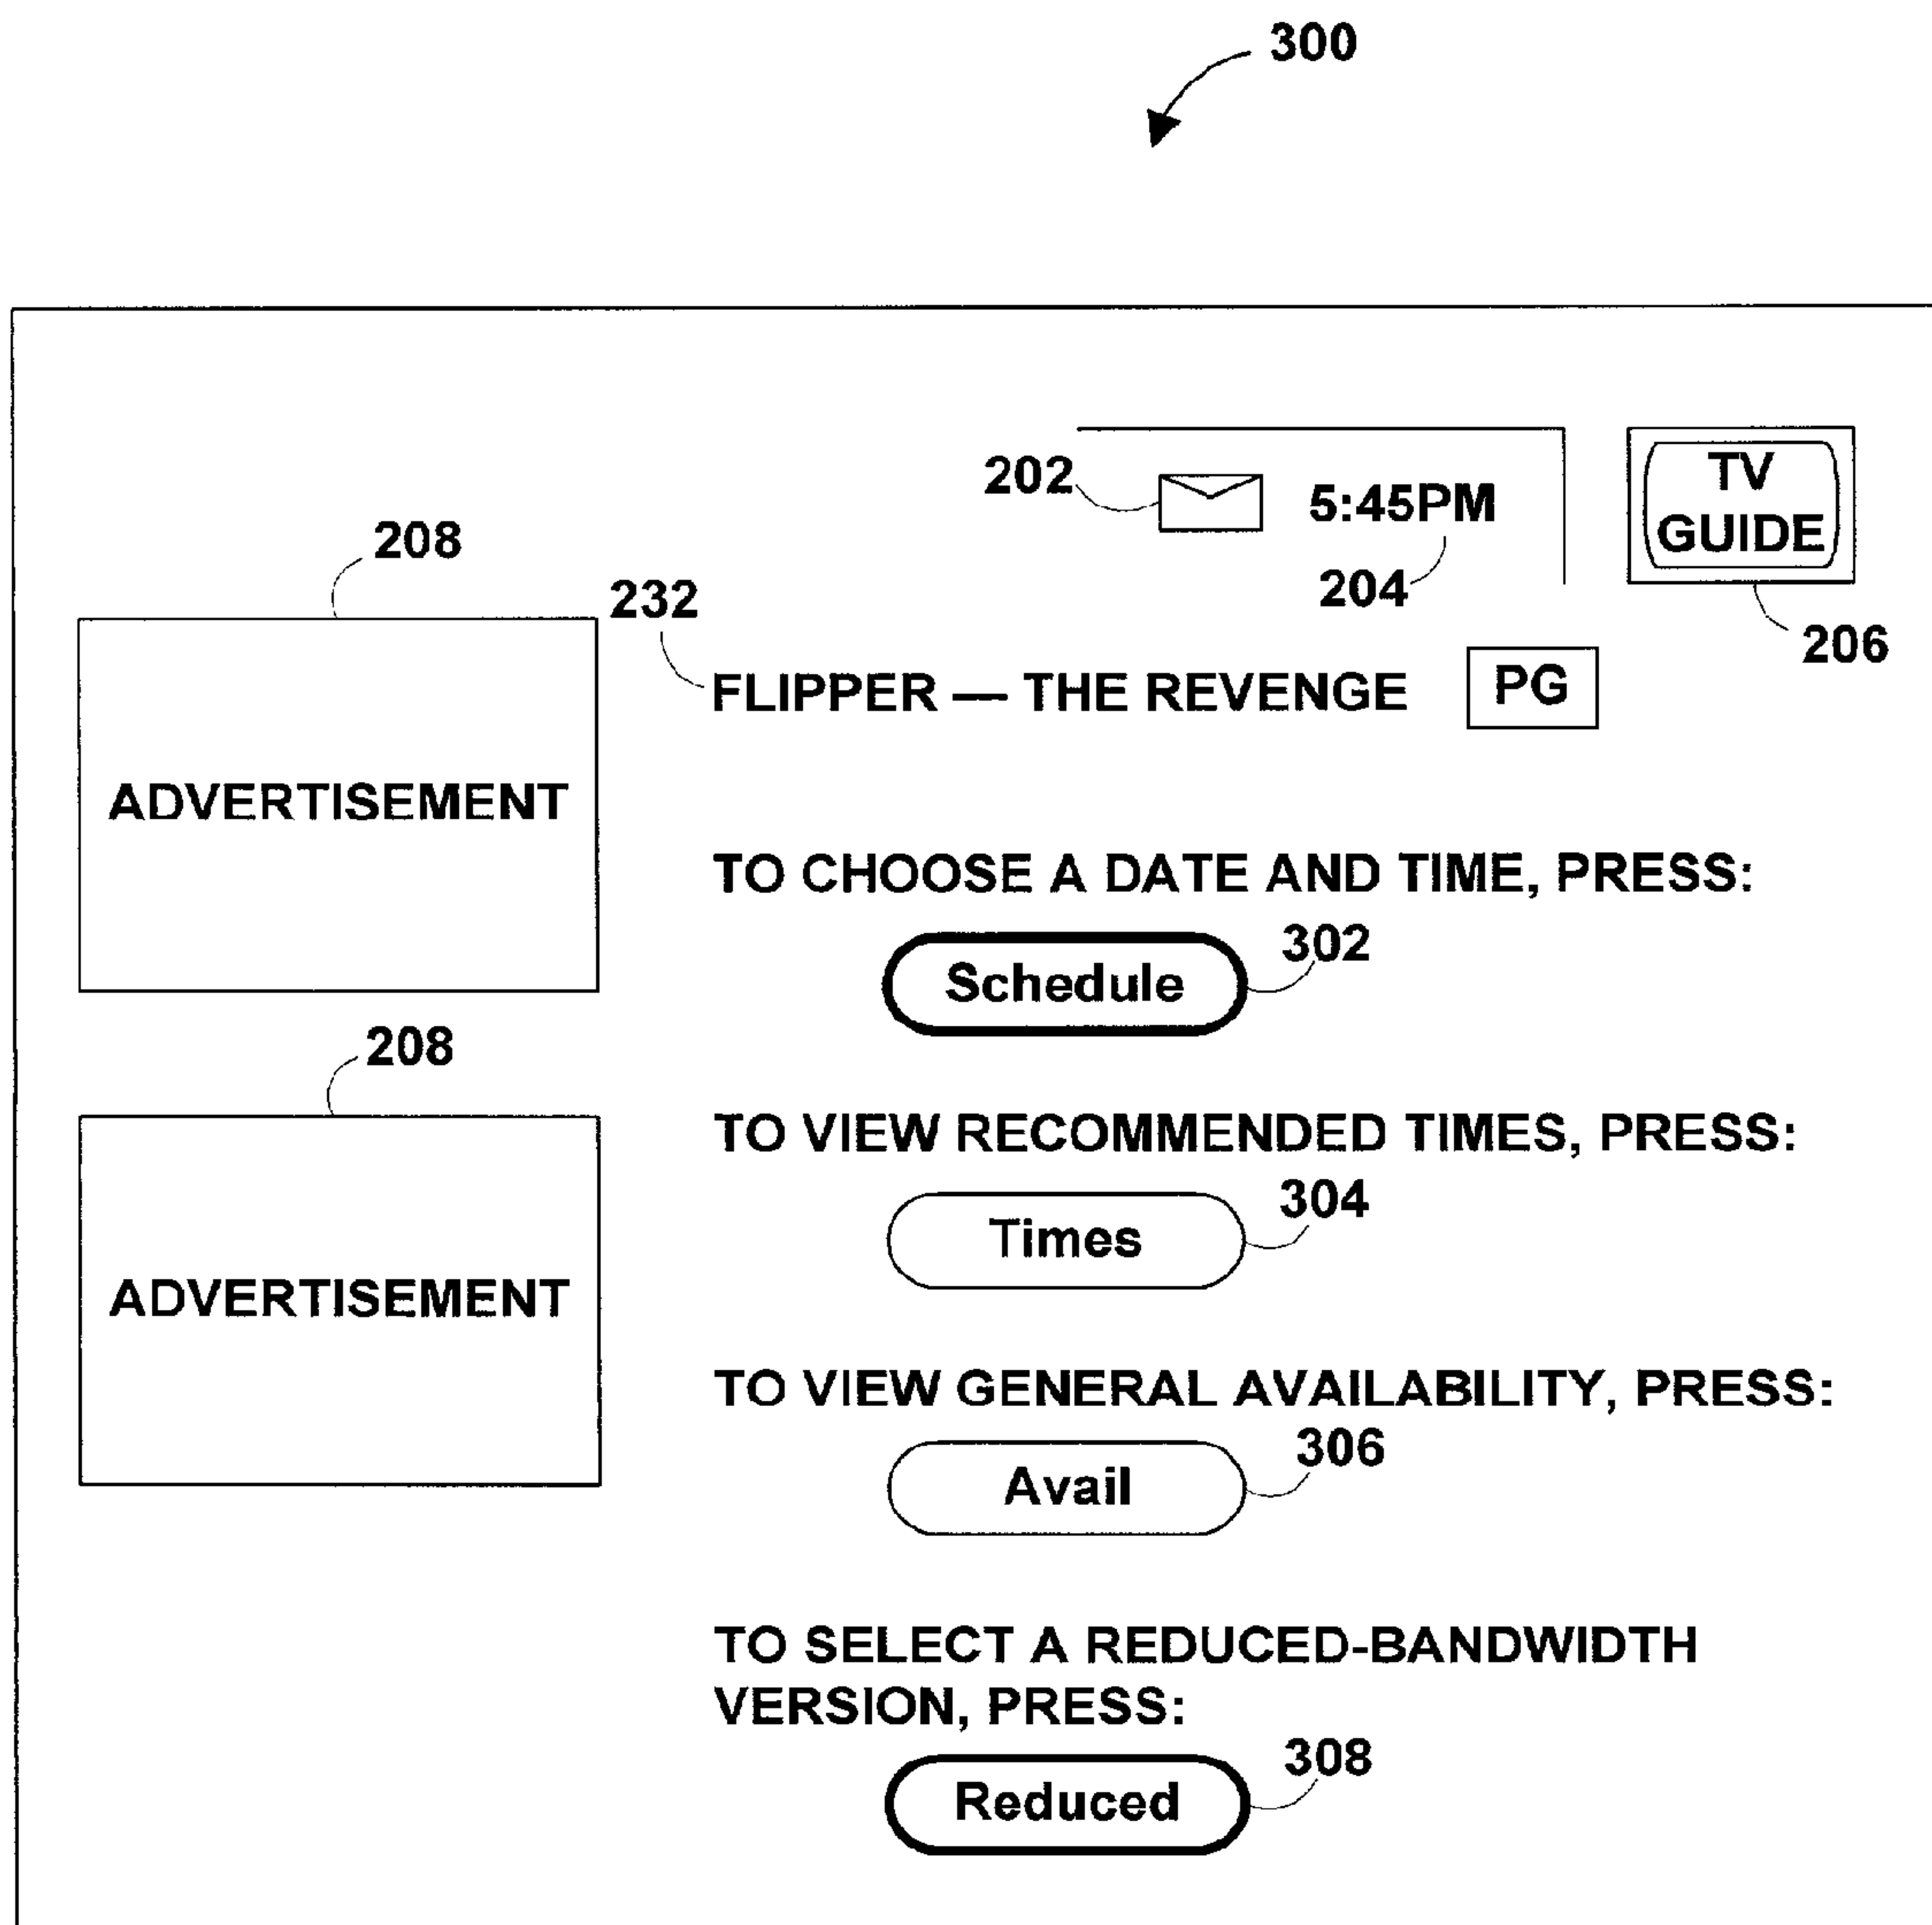 300
202
5:45PM
204
TV
GUIDE
206
208
232
FLIPPER — THE REVENGE
PG
ADVERTISEMENT
TO CHOOSE A DATE AND TIME, PRESS:
302
Schedule
208
TO VIEW RECOMMENDED TIMES, PRESS:
304
Times
ADVERTISEMENT
TO VIEW GENERAL AVAILABILITY, PRESS:
306
Avail
TO SELECT A REDUCED-BANDWIDTH
VERSION, PRESS:
308
Reduced